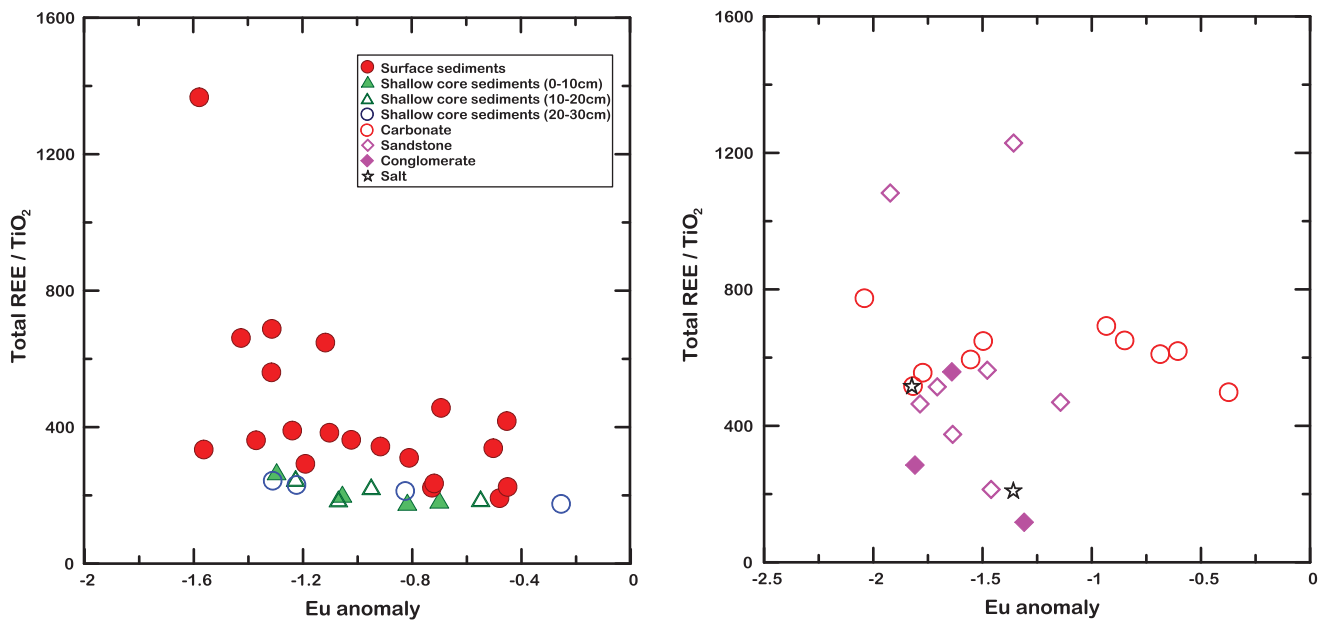 1600
1200
800
400
0
-2
-1.6
-1.2
-0.8
-0.4
0
Total REE / TiO₂
Eu anomaly
Surface sediments
Shallow core sediments (0-10cm)
Shallow core sediments (10-20cm)
Shallow core sediments (20-30cm)
Carbonate
Sandstone
Conglomerate
Salt
1600
1200
800
400
0
-2.5
-2
-1.5
-1
-0.5
0
Total REE / TiO₂
Eu anomaly